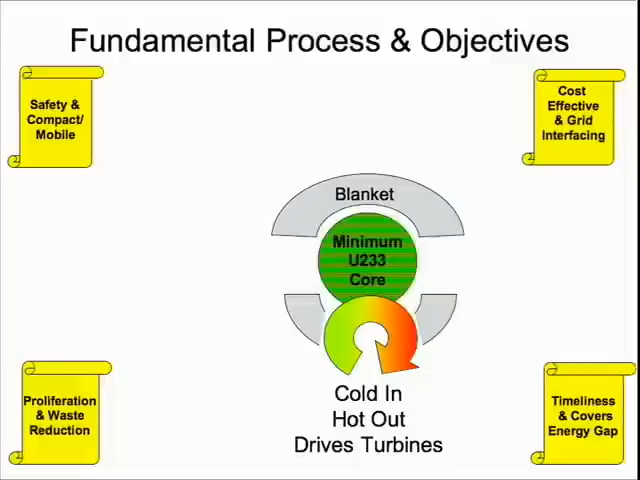 Fundamental Process & Objectives
Safety &
Compact/
Mobile
Cost
Effective
& Grid
Interfacing
Blanket
Minimum
U233
Core
Cold In
Hot Out
Drives Turbines
Proliferation
& Waste
Reduction
Timeliness
& Covers
Energy Gap